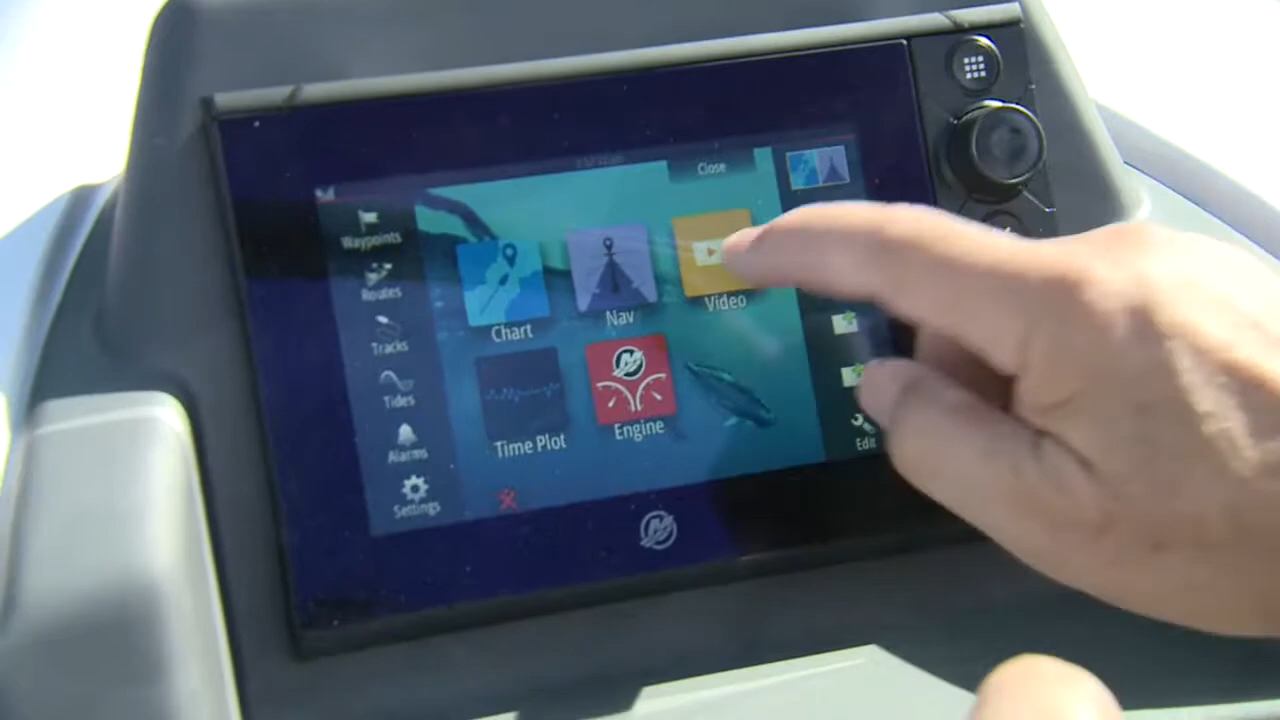 Close
Waypoints
Routes
Tracks
Tides
Alarms
Settings
Chart
Nav
Video
Time Plot
Engine
Edit